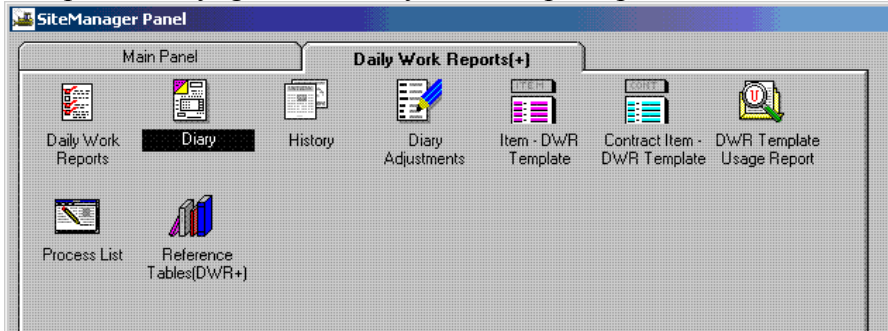 SiteManager Panel
Main Panel
Daily Work Reports(+)
ITEM
CONT
U
Daily Work
Reports
Diary
History
Diary
Adjustments
Item - DWR
Template
Contract Item -
DWR Template
DWR Template
Usage Report
Process List
Reference
Tables(DWR+)